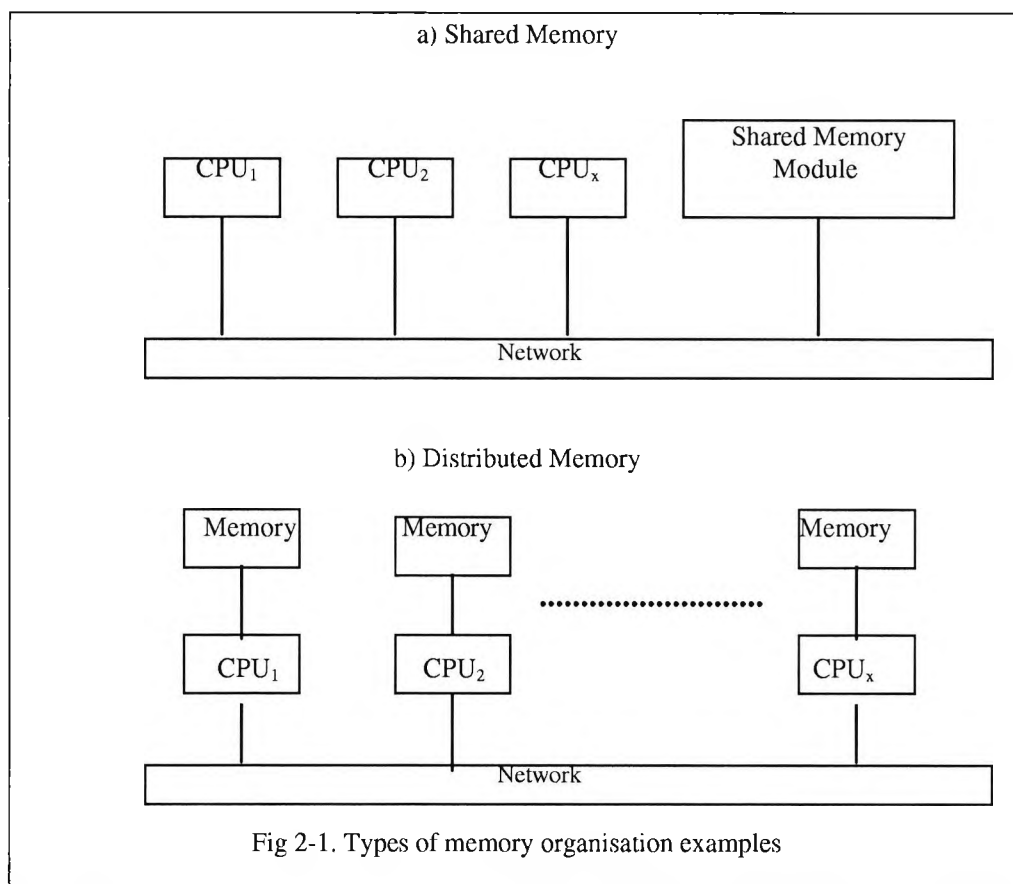 a) Shared Memory
CPU₁ CPU₂ CPUₓ Shared Memory
Module
Network
b) Distributed Memory
Memory Memory Memory
CPU₁ CPU₂ CPUₓ
Network
Fig 2-1. Types of memory organisation examples